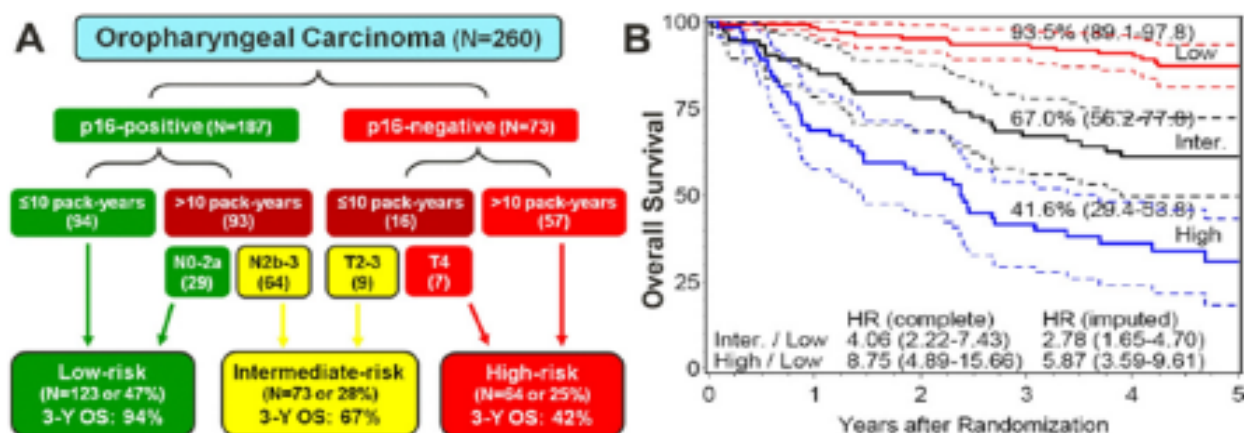 A
Oropharyngeal Carcinoma (N=260)
p16-positive (N=187)
p16-negative (N=73)
≤10 pack-years
(94)
>10 pack-years
(93)
≤10 pack-years
(16)
>10 pack-years
(57)
N0-2a
(29)
N2b-3
(64)
T2-3
(9)
T4
(7)
Low-risk
(N=123 or 47%)
3-Y OS: 94%
Intermediate-risk
(N=73 or 28%)
3-Y OS: 67%
High-risk
(N=64 or 25%)
3-Y OS: 42%
B
Overall Survival
100
75
50
25
0
93.5% (89.1-97.8)
Low
67.0% (56.2-77.8)
Inter.
41.6% (29.4-53.8)
High
HR (complete) HR (imputed)
Inter. / Low 4.06 (2.22-7.43) 2.78 (1.65-4.70)
High / Low 8.75 (4.89-15.66) 5.87 (3.59-9.61)
0 1 2 3 4 5
Years after Randomization